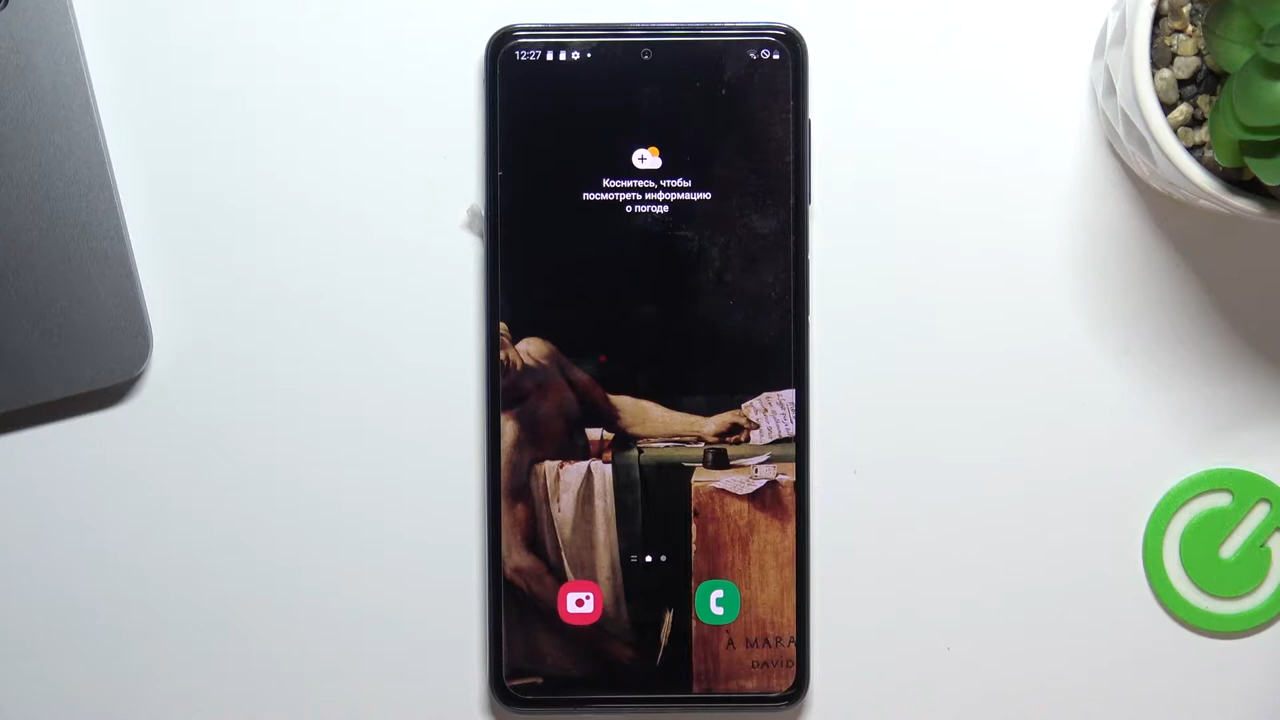 12:27
Коснитесь, чтобы
посмотреть информацию
о погоде
À MARA
DAVID